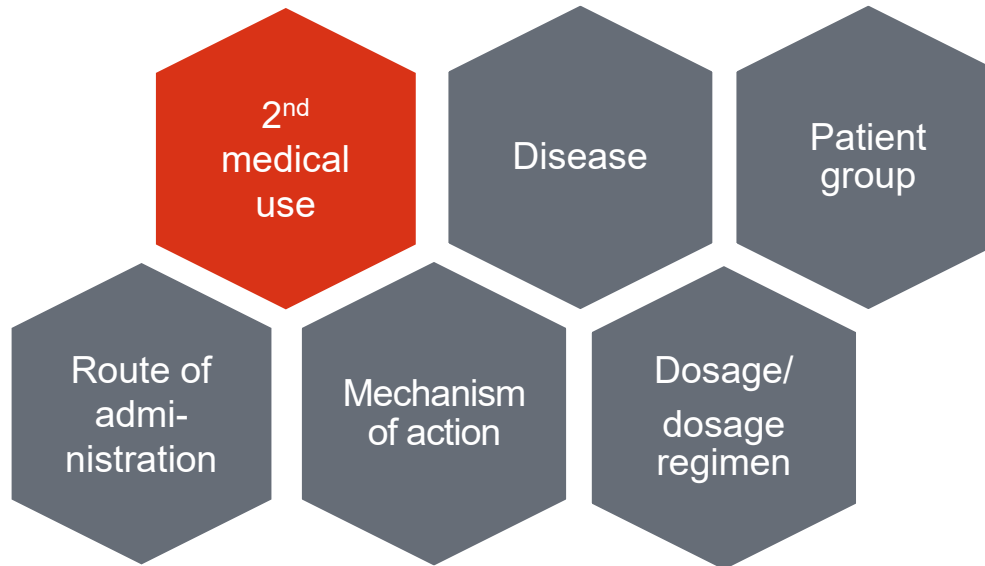 2nd
medical
use
Disease
Patient
group
Route of
admi-
nistration
Mechanism
of action
Dosage/
dosage
regimen